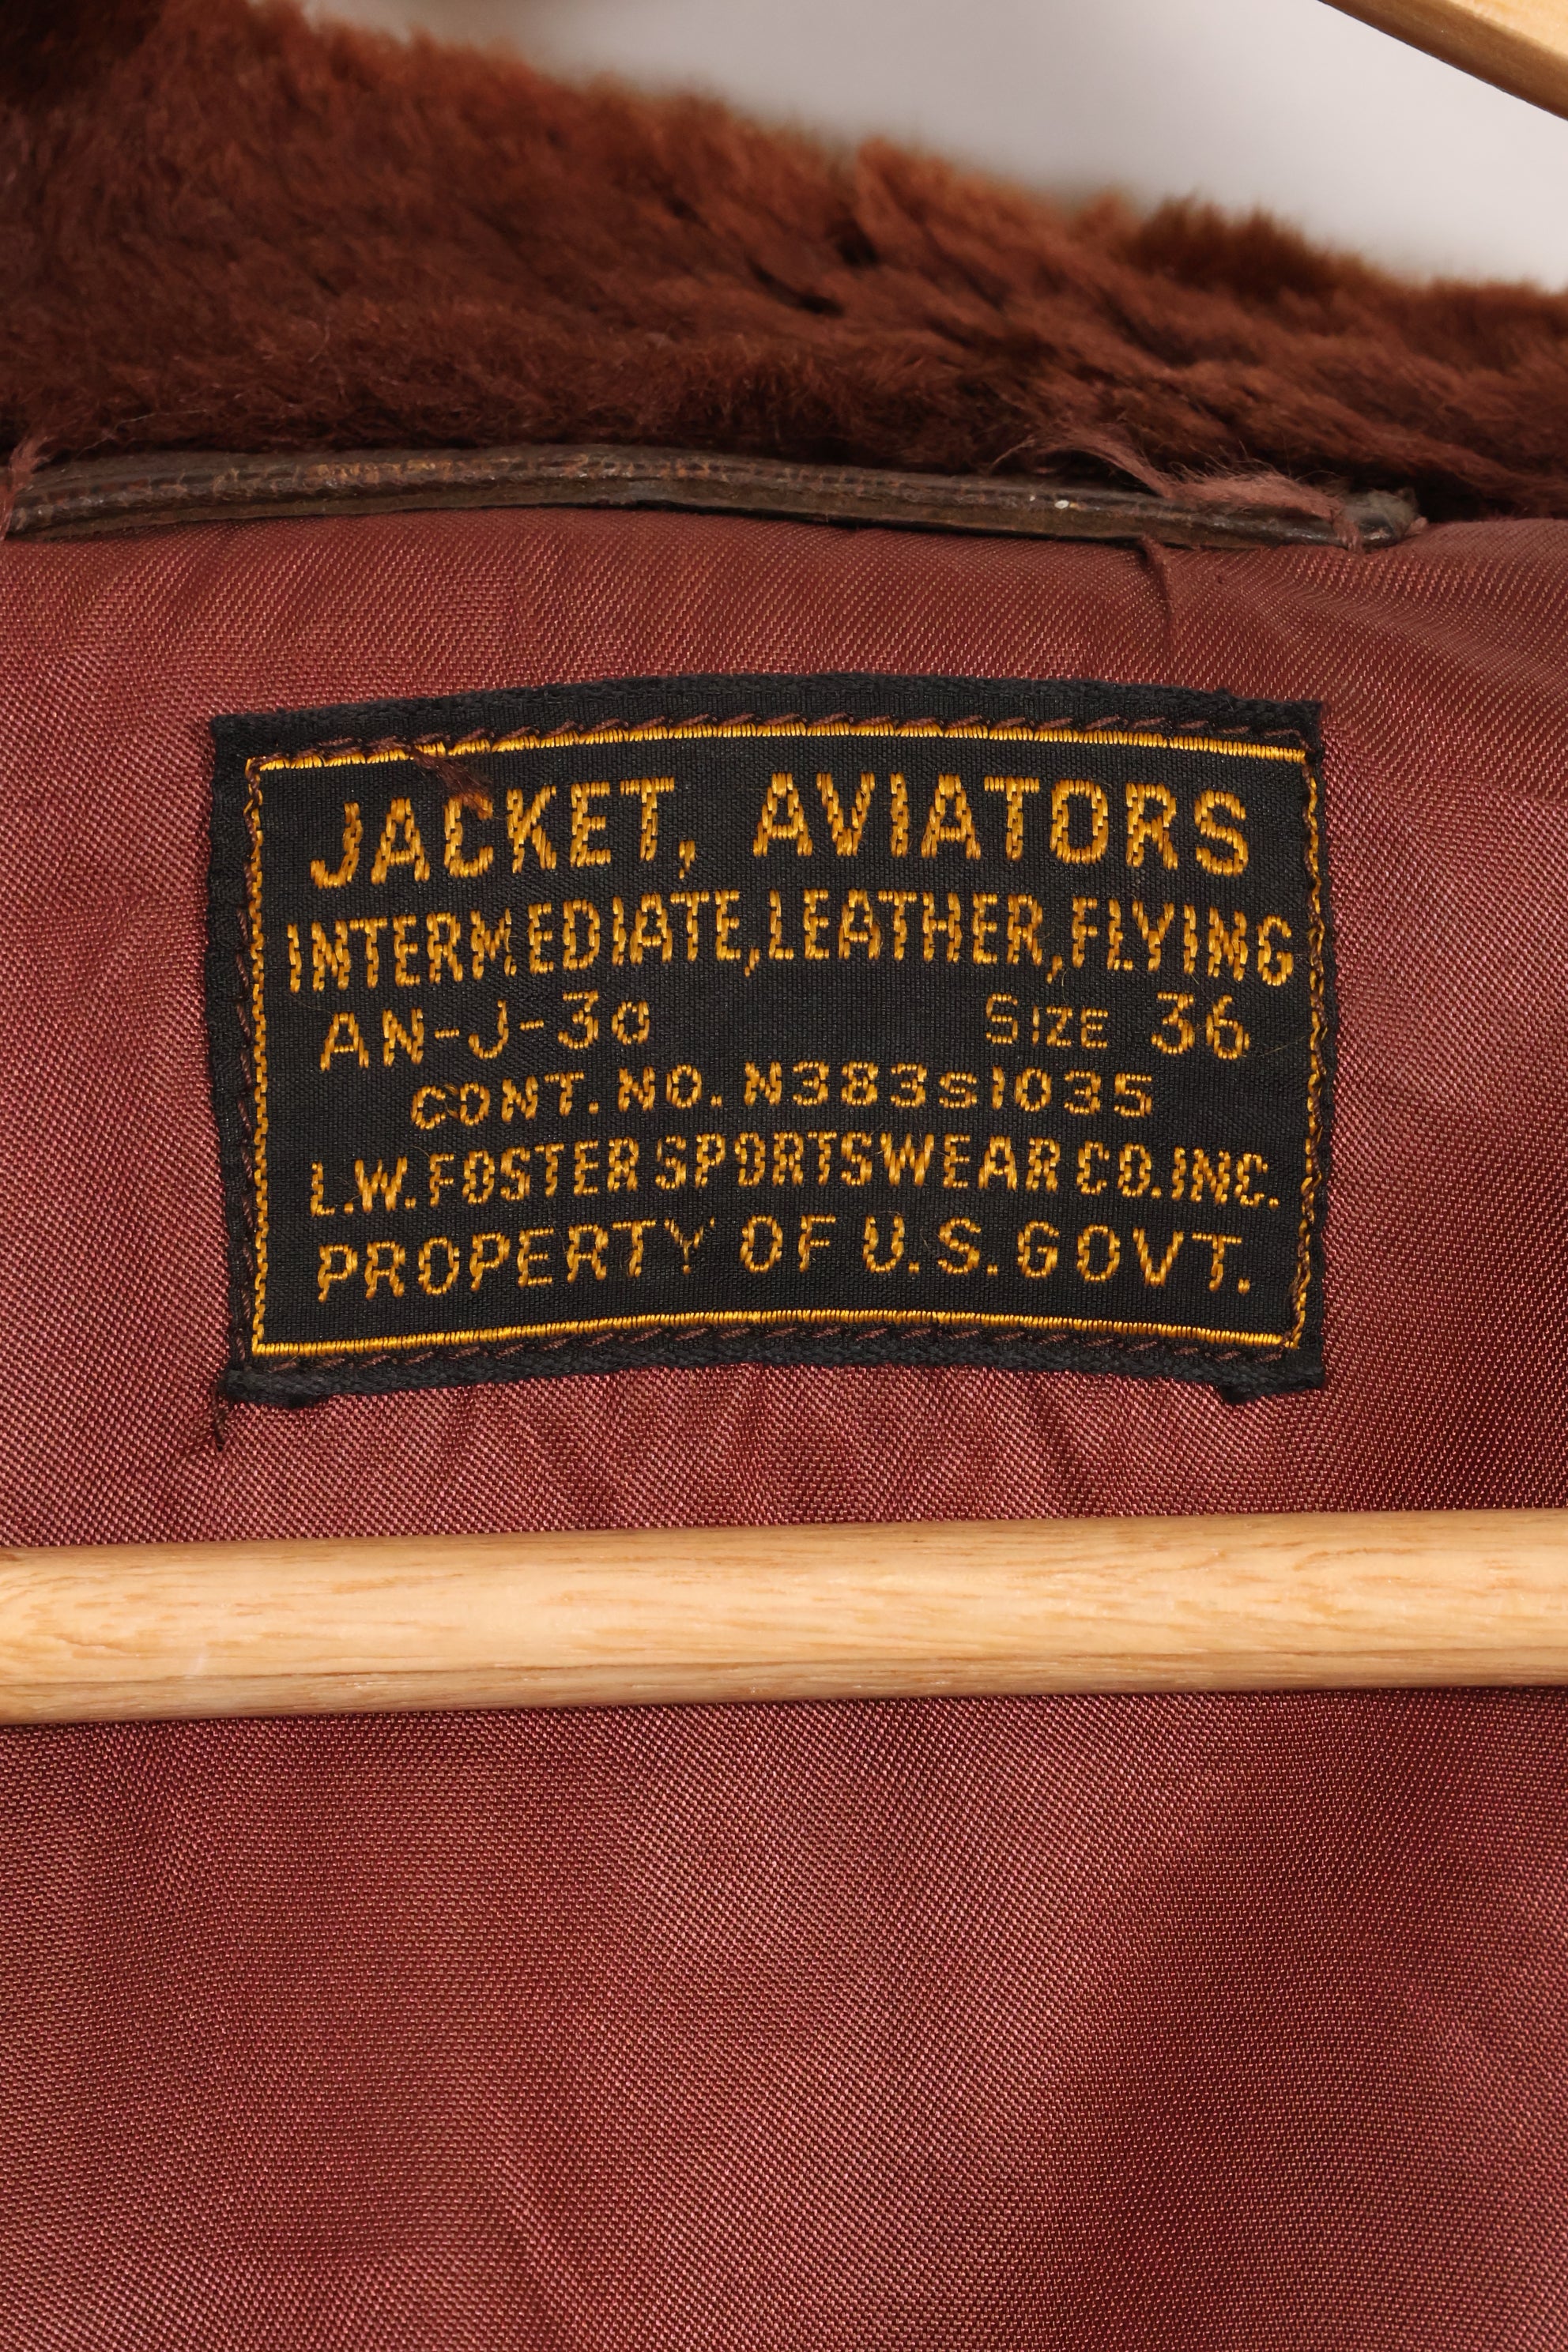 JACKET, AVIATORS
INTERMEDIATE, LEATHER, FLYING
AN-J-3a SIZE 36
CONT. NO. N383s1035
L.W. FOSTER SPORTSWEAR CO. INC.
PROPERTY OF U.S. GOVT.